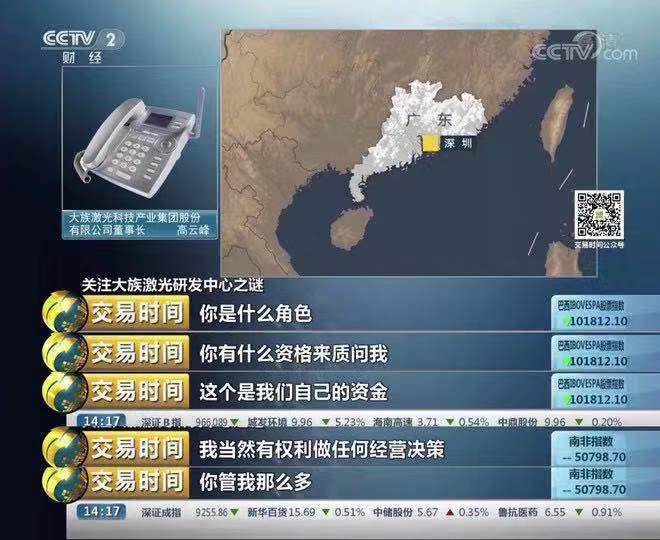 CCTV 2
财 经
CCTV.com
广 东
深 圳
大族激光科技产业集团股份
有限公司董事长 高云峰
交易时间公众号
关注大族激光研发中心之谜
交易时间 你是什么角色
巴西IBOVESPA股票指数
101812.10
交易时间 你有什么资格来质问我
巴西IBOVESPA股票指数
101812.10
交易时间 这个是我们自己的资金
巴西IBOVESPA股票指数
101812.10
14:17 深证B指 966.089 城发环境 9.96 5.23% 海南高速 3.71 0.54% 中鼎股份 9.96 0.20%
交易时间 我当然有权利做任何经营决策
南非指数
-- 50798.70
交易时间 你管我那么多
南非指数
-- 50798.70
14:17 深证成指 9255.86 新华百货 15.69 0.51% 中储股份 5.67 0.35% 鲁抗医药 6.55 0.91%